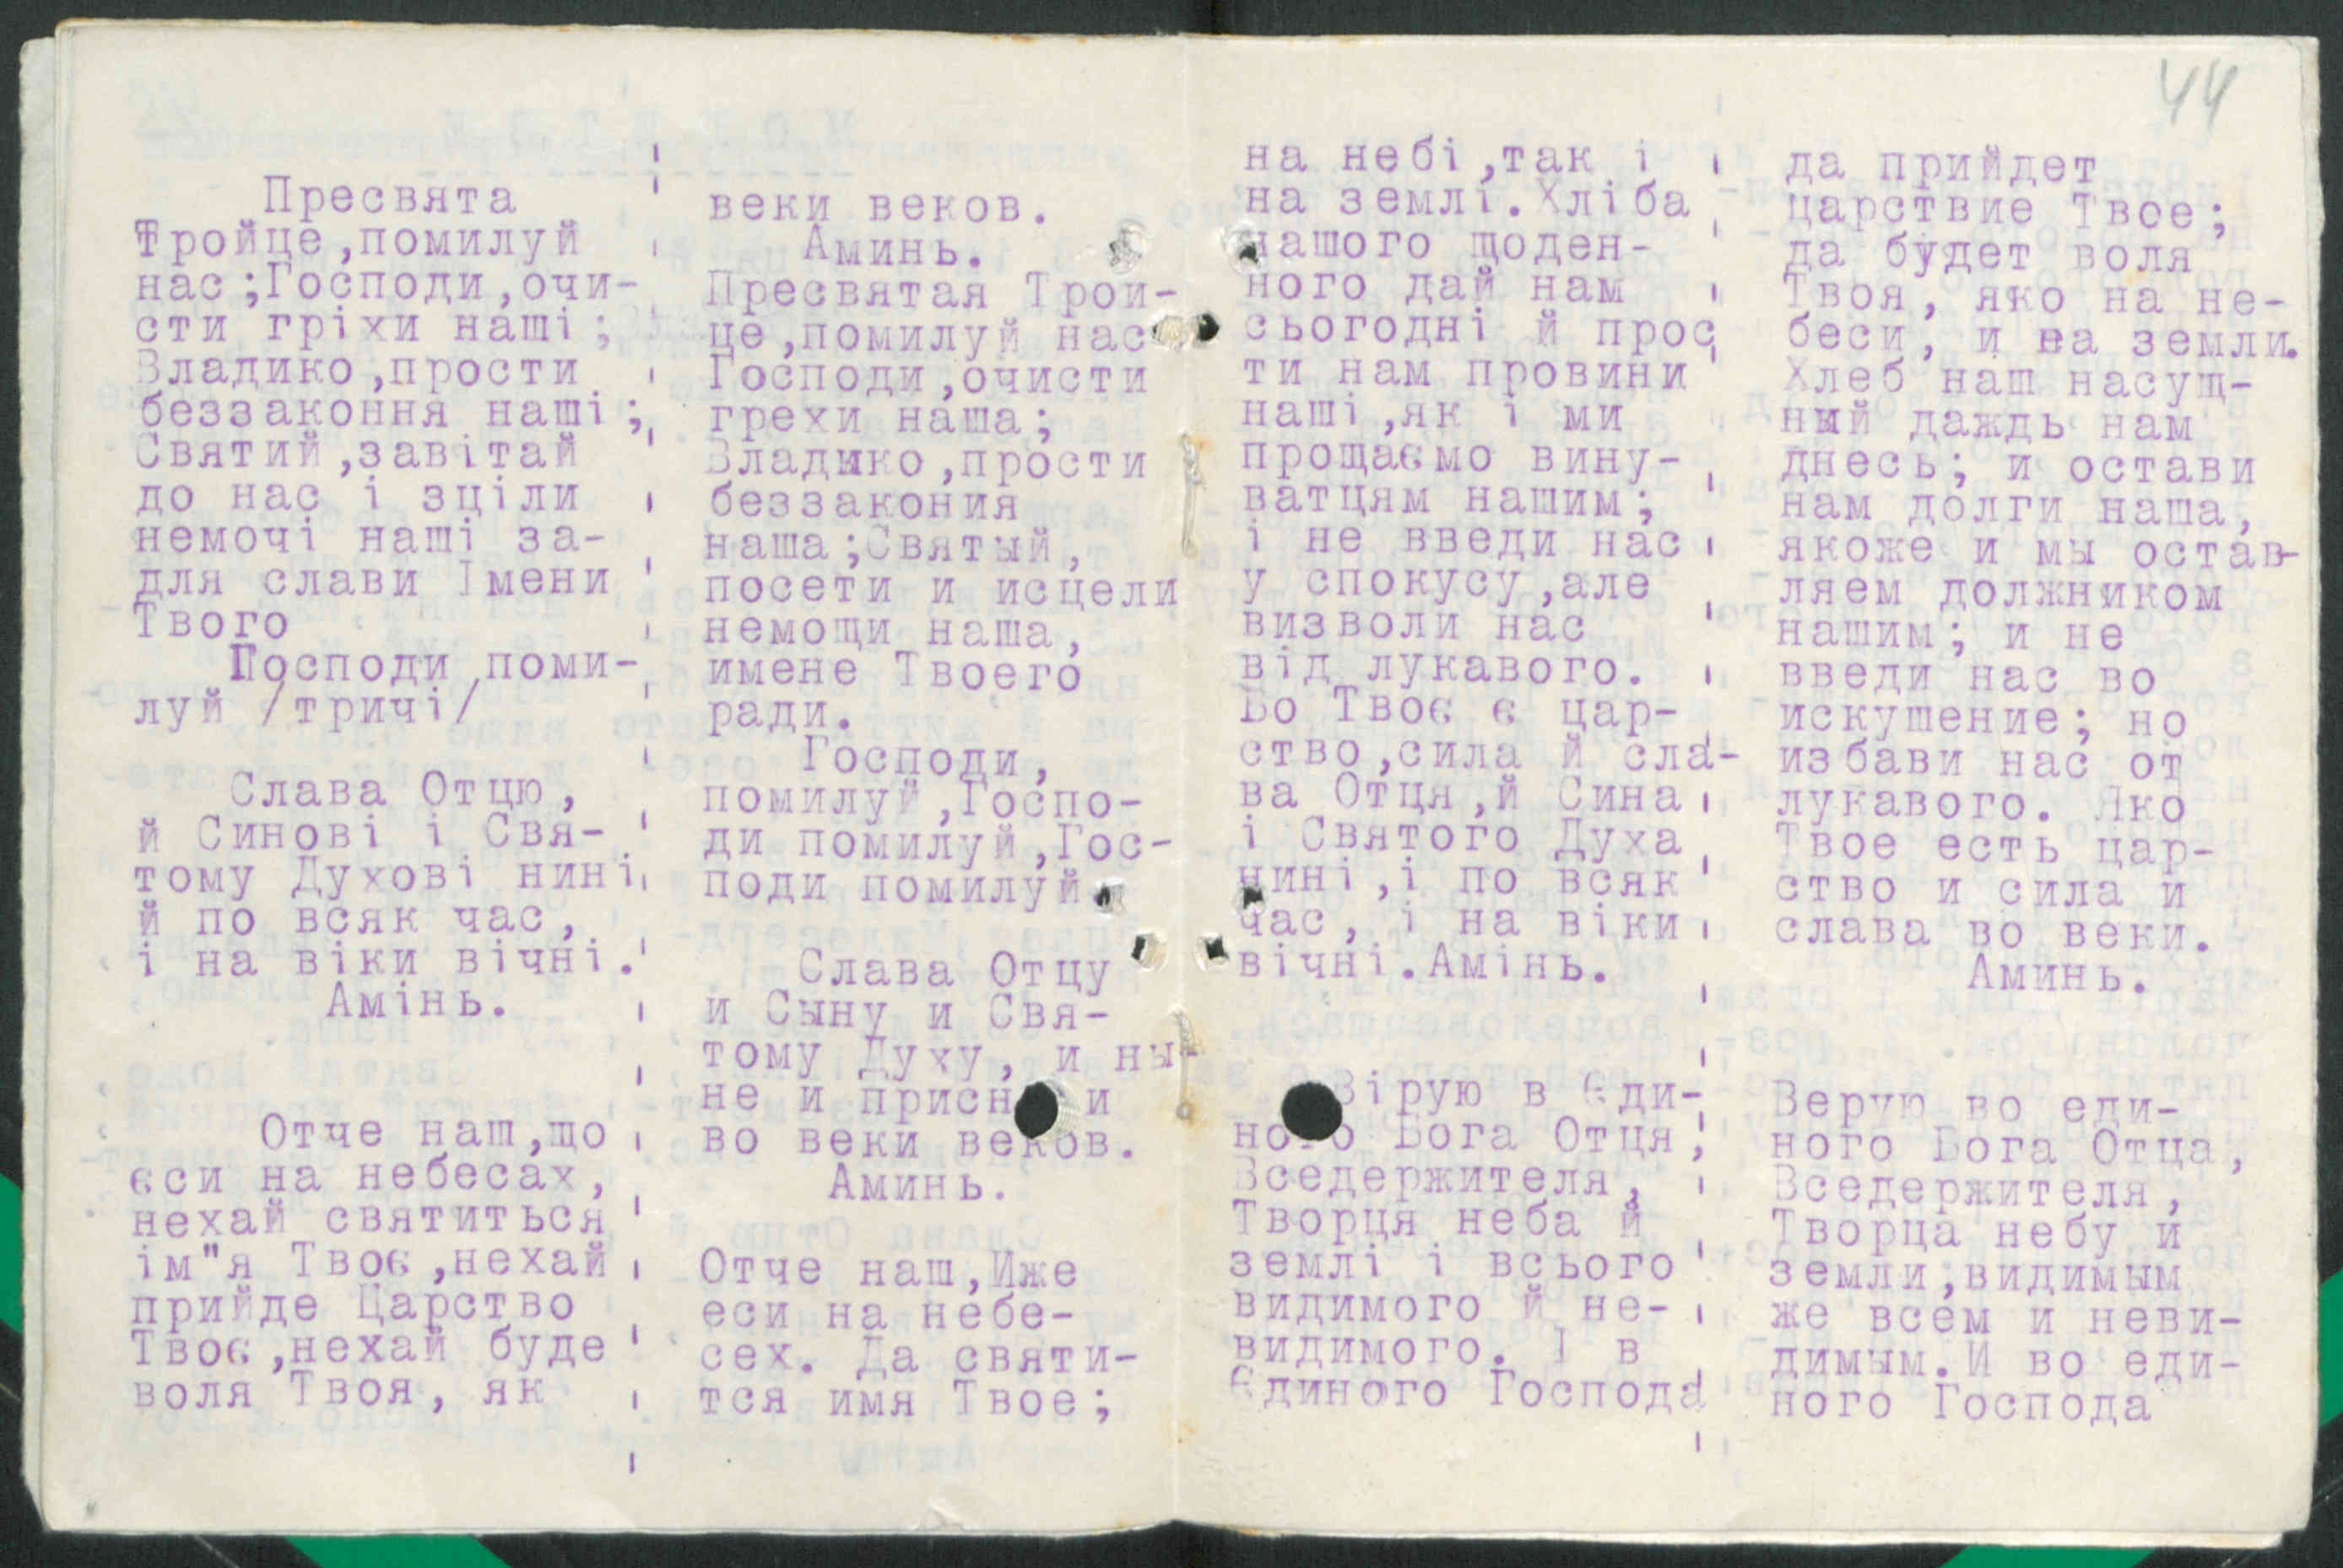 44
Пресвята
Тройце,помилуй
нас;Господи,очи-
сти гріхи наші;
Владико,прости
беззаконня наші;
Святий,завітай
до нас і зціли
немочі наші за-
для слави Імени
Твого
Господи поми-
луй /тричі/
Слава Отцю,
й Синові і Свя-
тому Духові нині
й по всяк час,
і на віки вічні.
Амінь.
Отче наш,що
єси на небесах,
нехай святиться
ім"я Твоє,нехай
прийде Царство
Твоє,нехай буде
воля Твоя, як
веки веков.
Аминь.
Пресвятая Трои-
це,помилуй нас
Господи,очисти
грехи наша;
Владыко,прости
беззакония
наша;Святый,
посети и исцели
немощи наша,
имене Твоего
ради.
Господи,
помилуй,Госпо-
ди помилуй,Гос-
поди помилуй.
Слава Отцу
и Сыну и Свя-
тому Духу, и ны-
не и присно и
во веки веков.
Аминь.
Отче наш,Иже
еси на небе-
сех. Да святи-
тся имя Твое;
на небі,так і
на землі.Хліба
нашого щоден-
ного дай нам
сьогодні й прос
ти нам провини
наші,як і ми
прощаємо вину-
ватцям нашим;
і не введи нас
у спокусу,але
визволи нас
від лукавого.
Бо Твоє є цар-
ство,сила й сла-
ва Отця,й Сина
і Святого Духа
нині,і по всяк
час, і на віки
вічні.Амінь.
Вірую в Єди-
ного Бога Отця,
Вседержителя,
Творця неба й
землі і всього
видимого й не-
видимого. І в
Єдиного Господа
да прийдет
царствие Твое;
да будет воля
Твоя, яко на не-
беси, и на земли.
Хлеб наш насущ-
ный даждь нам
днесь; и остави
нам долги наша,
якоже и мы остав-
ляем должником
нашим; и не
введи нас во
искушение; но
избави нас от
лукавого. Яко
Твое есть цар-
ство и сила и
слава во веки.
Аминь.
Верую во еди-
ного Бога Отца,
Вседержителя,
Творца небу и
земли,видимым
же всем и неви-
димым.И во еди-
ного Господа